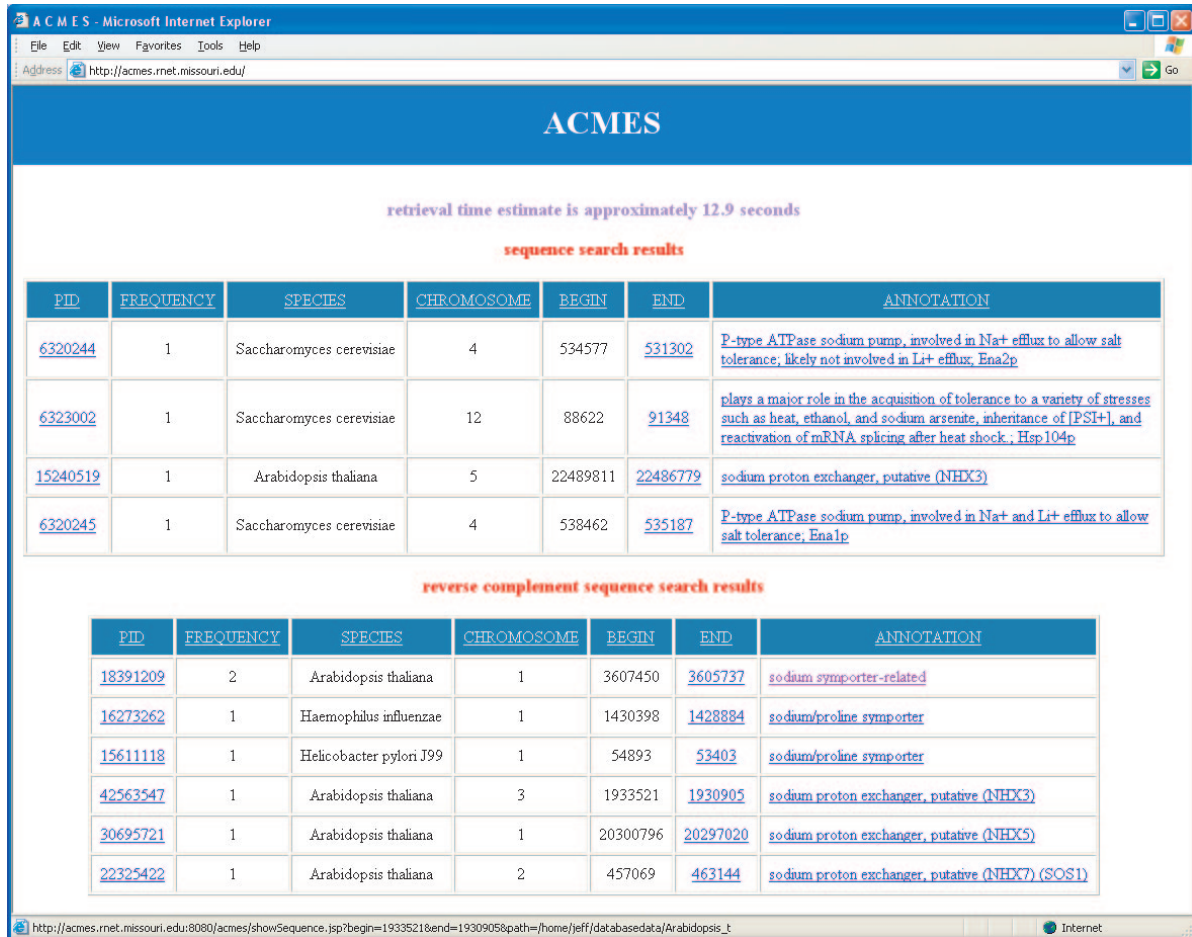 A C M E S - Microsoft Internet Explorer
File Edit View Favorites Tools Help
Address http://acmes.rnet.missouri.edu/ Go
ACMES
retrieval time estimate is approximately 12.9 seconds
sequence search results
PID FREQUENCY SPECIES CHROMOSOME BEGIN END ANNOTATION
6320244 1 Saccharomyces cerevisiae 4 534577 531302 P-type ATPase sodium pump, involved in Na+ efflux to allow salt
tolerance; likely not involved in Li+ efflux; Ena2p
6323002 1 Saccharomyces cerevisiae 12 88622 91348 plays a major role in the acquisition of tolerance to a variety of stresses
such as heat, ethanol, and sodium arsenite, inheritance of [PSI+], and
reactivation of mRNA splicing after heat shock.; Hsp104p
15240519 1 Arabidopsis thaliana 5 22489811 22486779 sodium proton exchanger, putative (NHX3)
6320245 1 Saccharomyces cerevisiae 4 538462 535187 P-type ATPase sodium pump, involved in Na+ and Li+ efflux to allow
salt tolerance; Ena1p
reverse complement sequence search results
PID FREQUENCY SPECIES CHROMOSOME BEGIN END ANNOTATION
18391209 2 Arabidopsis thaliana 1 3607450 3605737 sodium symporter-related
16273262 1 Haemophilus influenzae 1 1430398 1428884 sodium/proline symporter
15611118 1 Helicobacter pylori J99 1 54893 53403 sodium/proline symporter
42563547 1 Arabidopsis thaliana 3 1933521 1930905 sodium proton exchanger, putative (NHX3)
30695721 1 Arabidopsis thaliana 1 20300796 20297020 sodium proton exchanger, putative (NHX5)
22325422 1 Arabidopsis thaliana 2 457069 463144 sodium proton exchanger, putative (NHX7) (SOS1)
http://acmes.rnet.missouri.edu:8080/acmes/showSequence.jsp?begin=1933521&end=1930905&path=/home/jeff/databasedata/Arabidopsis_t Internet